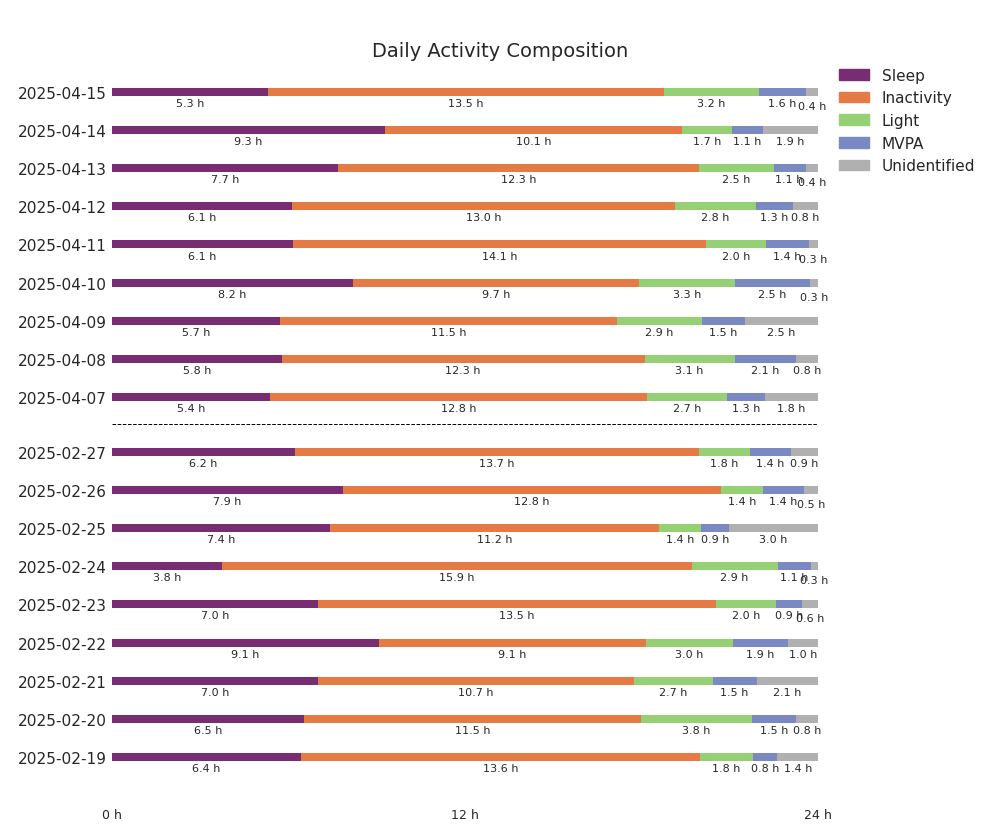 Daily Activity Composition
Sleep
Inactivity
Light
MVPA
Unidentified
2025-04-15
5.3 h 13.5 h 3.2 h 1.6 h 0.4 h
2025-04-14
9.3 h 10.1 h 1.7 h 1.1 h 1.9 h
2025-04-13
7.7 h 12.3 h 2.5 h 1.1 h 0.4 h
2025-04-12
6.1 h 13.0 h 2.8 h 1.3 h 0.8 h
2025-04-11
6.1 h 14.1 h 2.0 h 1.4 h 0.3 h
2025-04-10
8.2 h 9.7 h 3.3 h 2.5 h 0.3 h
2025-04-09
5.7 h 11.5 h 2.9 h 1.5 h 2.5 h
2025-04-08
5.8 h 12.3 h 3.1 h 2.1 h 0.8 h
2025-04-07
5.4 h 12.8 h 2.7 h 1.3 h 1.8 h
2025-02-27
6.2 h 13.7 h 1.8 h 1.4 h 0.9 h
2025-02-26
7.9 h 12.8 h 1.4 h 1.4 h 0.5 h
2025-02-25
7.4 h 11.2 h 1.4 h 0.9 h 3.0 h
2025-02-24
3.8 h 15.9 h 2.9 h 1.1 h 0.3 h
2025-02-23
7.0 h 13.5 h 2.0 h 0.9 h 0.6 h
2025-02-22
9.1 h 9.1 h 3.0 h 1.9 h 1.0 h
2025-02-21
7.0 h 10.7 h 2.7 h 1.5 h 2.1 h
2025-02-20
6.5 h 11.5 h 3.8 h 1.5 h 0.8 h
2025-02-19
6.4 h 13.6 h 1.8 h 0.8 h 1.4 h
0 h 12 h 24 h